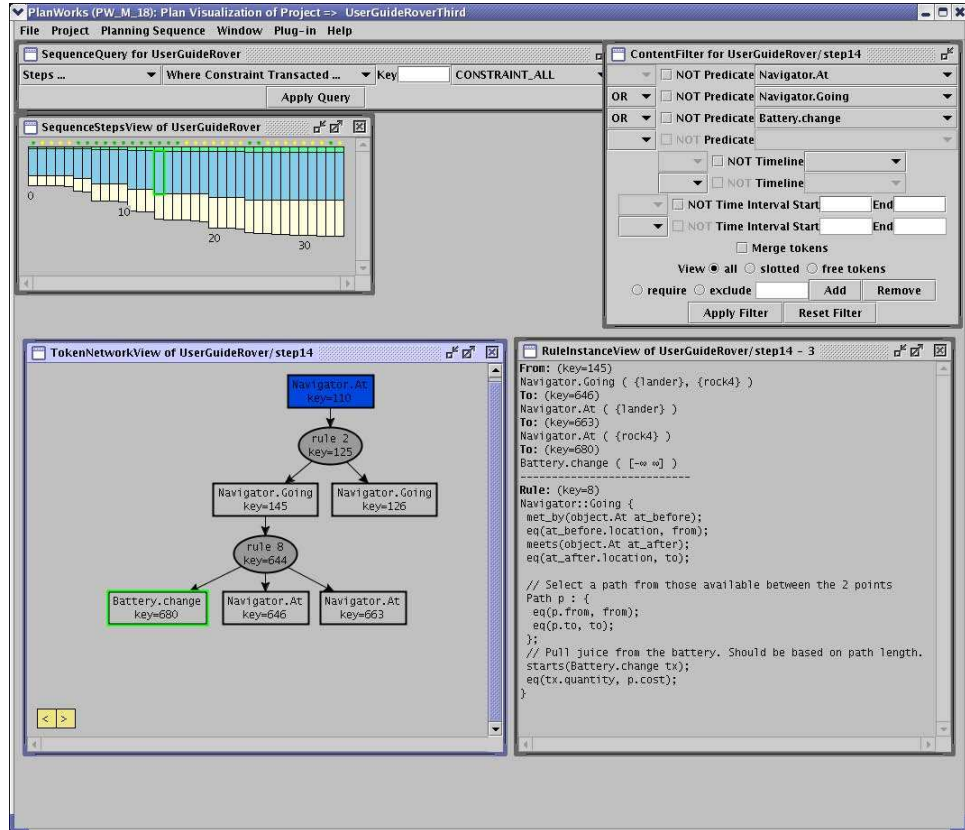 PlanWorks (PW_M_18): Plan Visualization of Project => UserGuideRoverThird
File Project Planning Sequence Window Plug-in Help
SequenceQuery for UserGuideRover
Steps ... Where Constraint Transacted ... Key CONSTRAINT_ALL
Apply Query
ContentFilter for UserGuideRover/step14
NOT Predicate Navigator.At
OR NOT Predicate Navigator.Going
OR NOT Predicate Battery.change
NOT Predicate
NOT Timeline
NOT Timeline
NOT Time Interval Start End
NOT Time Interval Start End
Merge tokens
View all slotted free tokens
require exclude Add Remove
Apply Filter Reset Filter
SequenceStepsView of UserGuideRover
0
10
20
30
TokenNetworkView of UserGuideRover/step14
Navigator.At
key=110
rule 2
key=125
Navigator.Going
key=145
Navigator.Going
key=126
rule 8
key=644
Battery.change
key=680
Navigator.At
key=646
Navigator.At
key=663
< >
RuleInstanceView of UserGuideRover/step14 - 3
From: (key=145)
Navigator.Going ( {lander}, {rock4} )
To: (key=646)
Navigator.At ( {lander} )
To: (key=663)
Navigator.At ( {rock4} )
To: (key=680)
Battery.change ( [-∞ ∞] )
---------------------------
Rule: (key=8)
Navigator::Going {
met_by(object.At at_before);
eq(at_before.location, from);
meets(object.At at_after);
eq(at_after.location, to);
// Select a path from those available between the 2 points
Path p : {
eq(p.from, from);
eq(p.to, to);
};
// Pull juice from the battery. Should be based on path length.
starts(Battery.change tx);
eq(tx.quantity, p.cost);
}